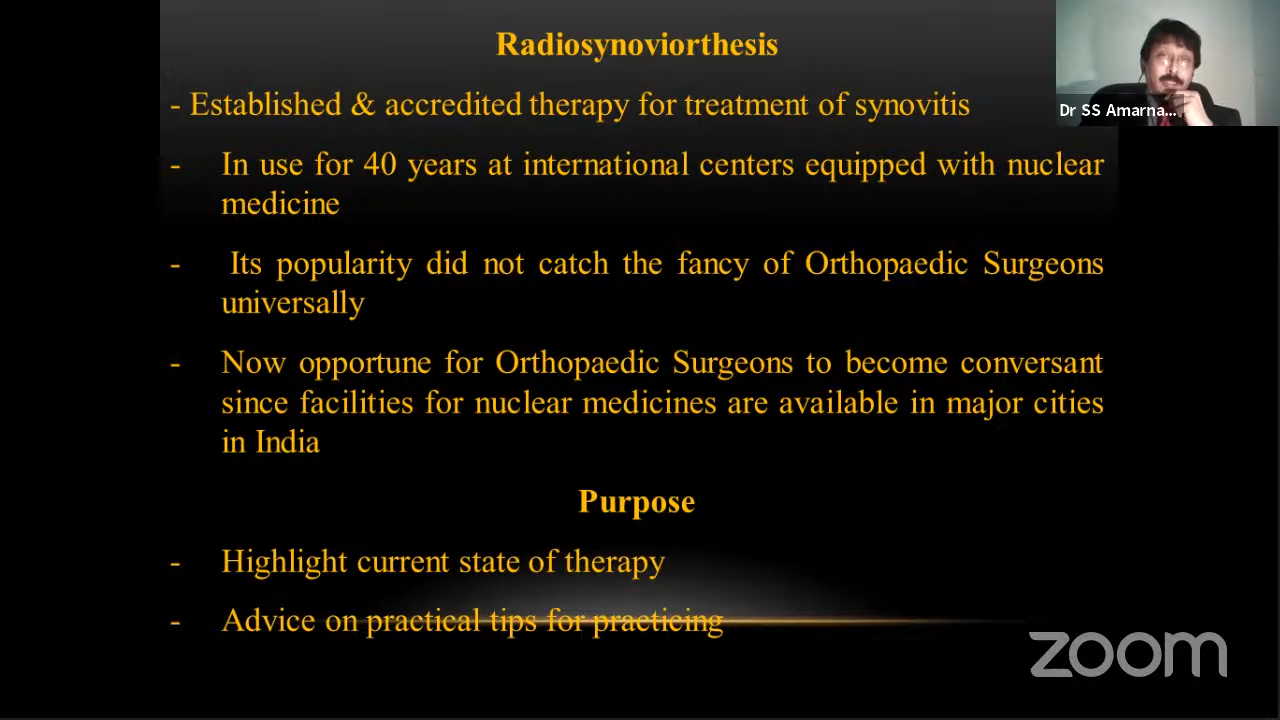 Radiosynoviorthesis
Dr SS Amarna...
- Established & accredited therapy for treatment of synovitis
- In use for 40 years at international centers equipped with nuclear
medicine
- Its popularity did not catch the fancy of Orthopaedic Surgeons
universally
- Now opportune for Orthopaedic Surgeons to become conversant
since facilities for nuclear medicines are available in major cities
in India
Purpose
- Highlight current state of therapy
- Advice on practical tips for practicing
zoom